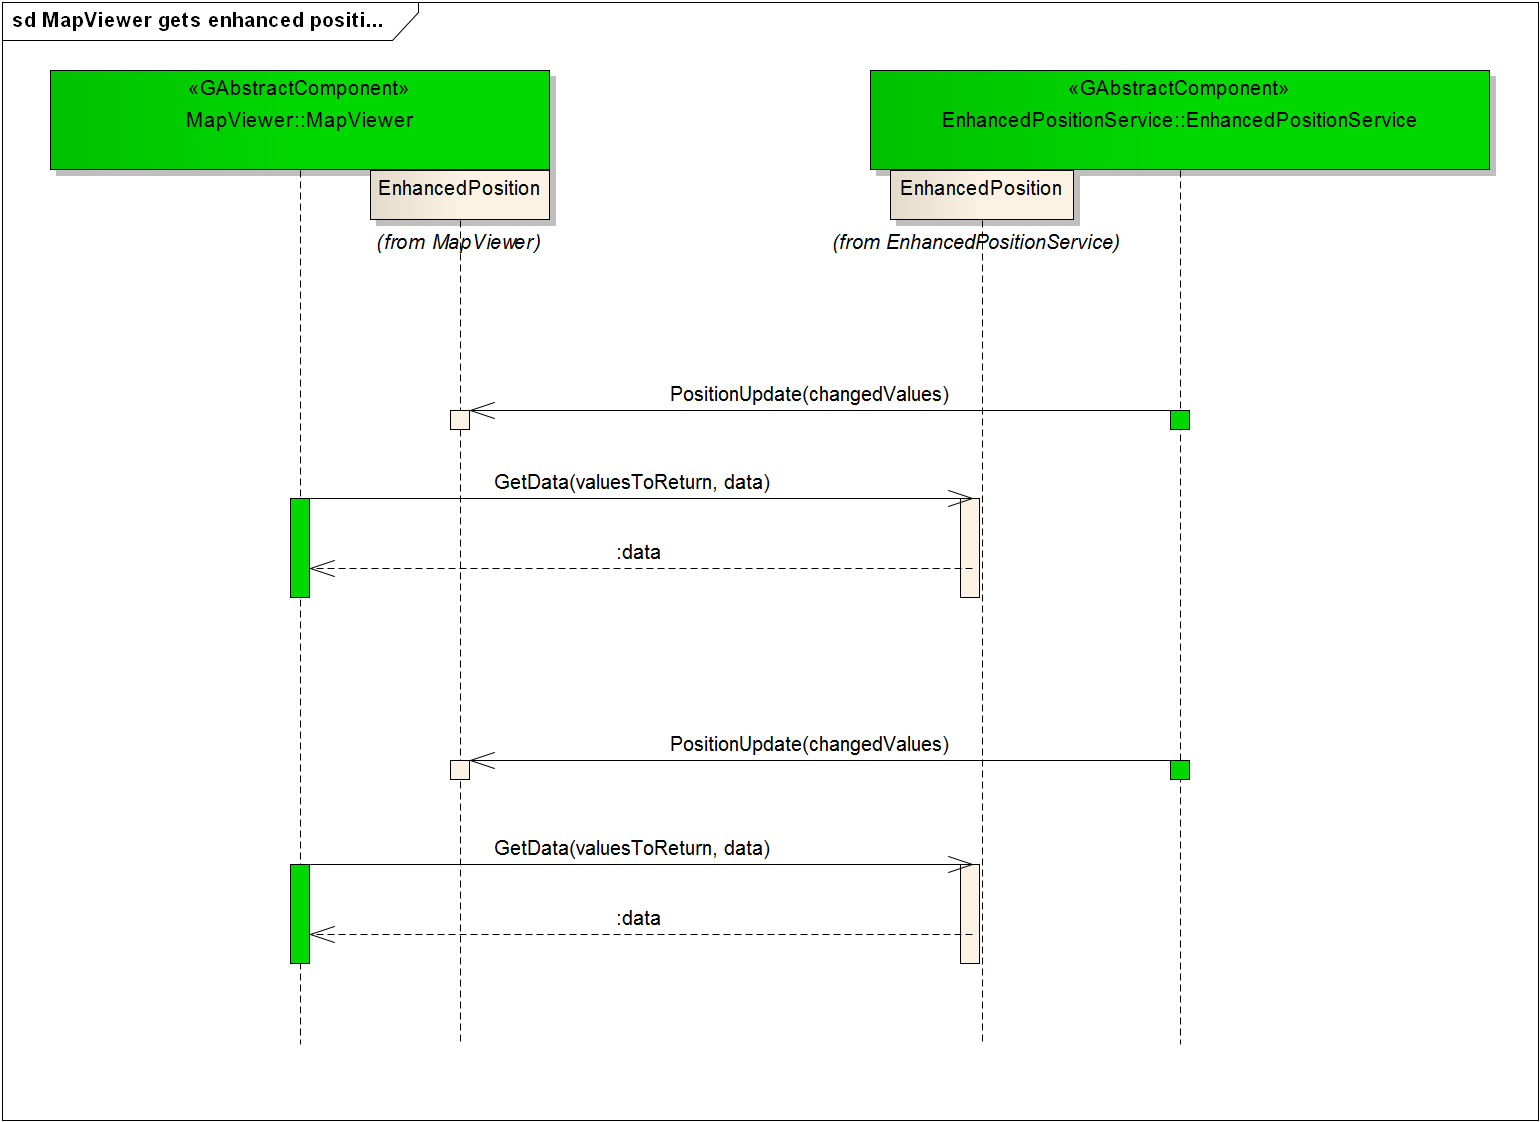 sd MapViewer gets enhanced positi...
«GAbstractComponent»
MapViewer::MapViewer
«GAbstractComponent»
EnhancedPositionService::EnhancedPositionService
EnhancedPosition
EnhancedPosition
(from MapViewer)
(from EnhancedPositionService)
PositionUpdate(changedValues)
GetData(valuesToReturn, data)
:data
PositionUpdate(changedValues)
GetData(valuesToReturn, data)
:data